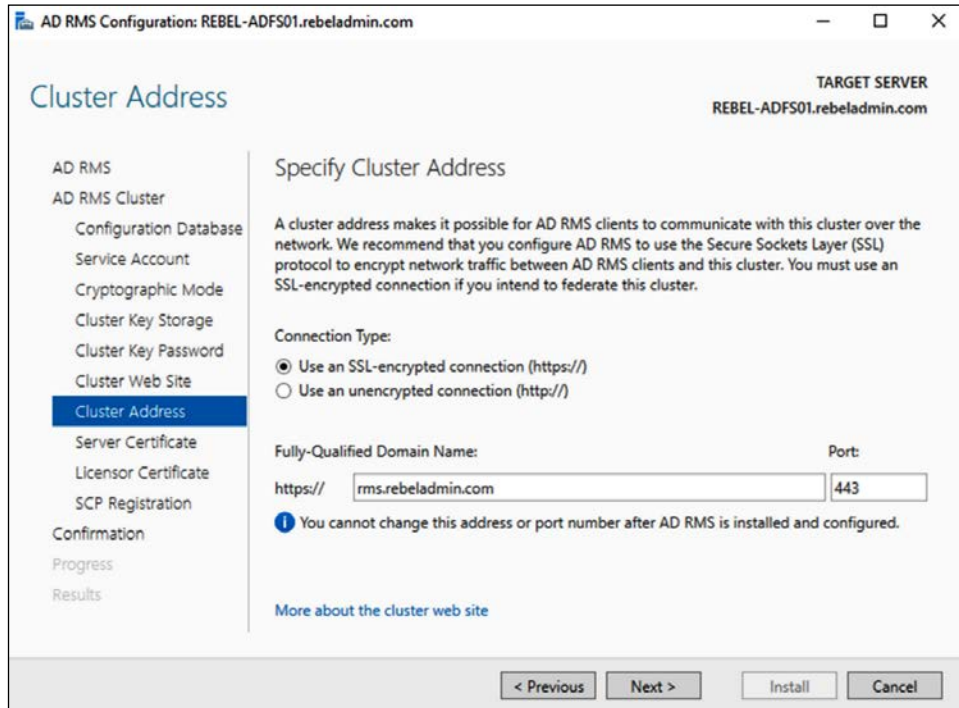 AD RMS Configuration: REBEL-ADFS01.rebeladmin.com
Cluster Address
TARGET SERVER
REBEL-ADFS01.rebeladmin.com
AD RMS
AD RMS Cluster
Configuration Database
Service Account
Cryptographic Mode
Cluster Key Storage
Cluster Key Password
Cluster Web Site
Cluster Address
Server Certificate
Licensor Certificate
SCP Registration
Confirmation
Progress
Results
Specify Cluster Address
A cluster address makes it possible for AD RMS clients to communicate with this cluster over the
network. We recommend that you configure AD RMS to use the Secure Sockets Layer (SSL)
protocol to encrypt network traffic between AD RMS clients and this cluster. You must use an
SSL-encrypted connection if you intend to federate this cluster.
Connection Type:
Use an SSL-encrypted connection (https://)
Use an unencrypted connection (http://)
Fully-Qualified Domain Name: Port:
https:// rms.rebeladmin.com 443
You cannot change this address or port number after AD RMS is installed and configured.
More about the cluster web site
< Previous Next > Install Cancel